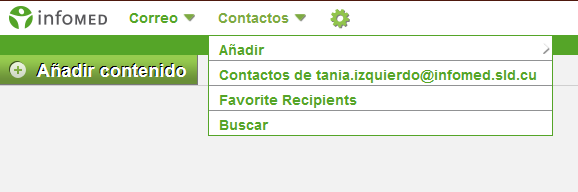 infomed
Correo
Contactos
Añadir
Contactos de tania.izquierdo@infomed.sld.cu
Favorite Recipients
Buscar
Añadir contenido